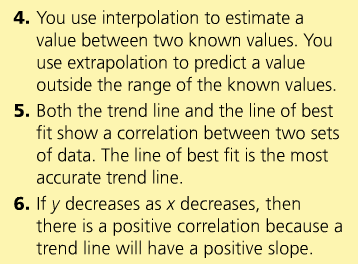 4. You use interpolation to estimate a
value between two known values. You
use extrapolation to predict a value
outside the range of the known values.
5. Both the trend line and the line of best
fit show a correlation between two sets
of data. The line of best fit is the most
accurate trend line.
6. If y decreases as x decreases, then
there is a positive correlation because a
trend line will have a positive slope.